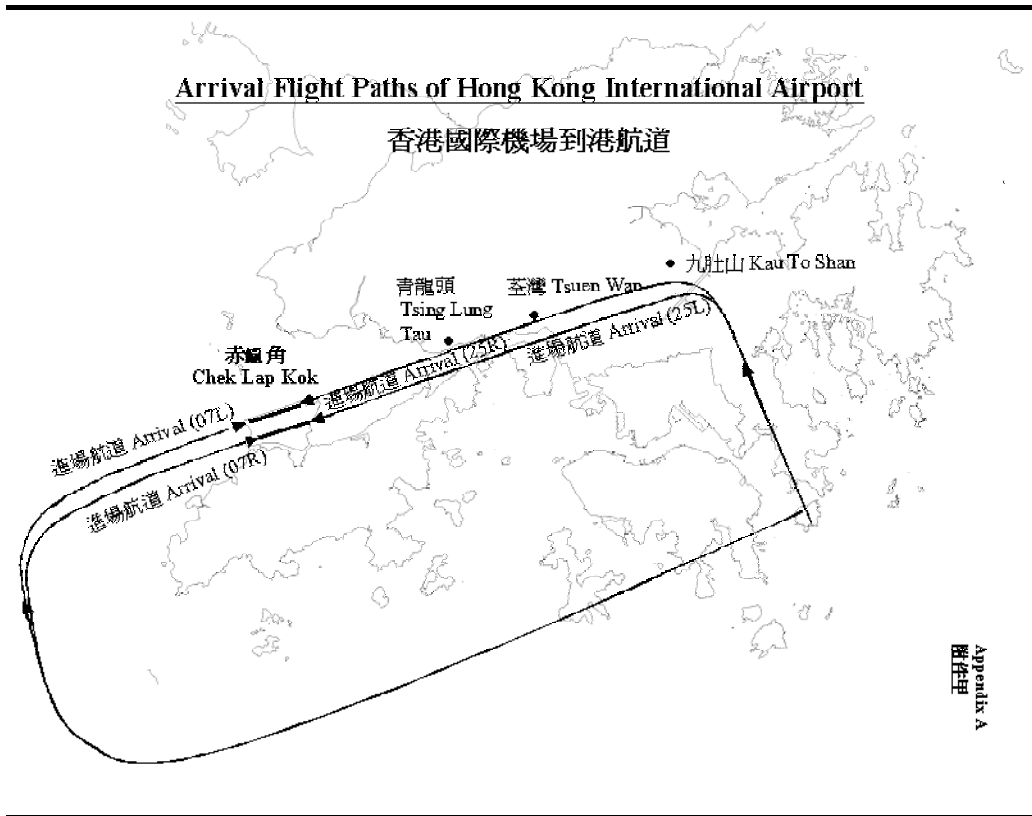 Arrival Flight Paths of Hong Kong International Airport
香港國際機場到港航道
九肚山 Kau To Shan
青龍頭
Tsing Lung
Tau
荃灣 Tsuen Wan
赤鱲角
Chek Lap Kok
進場航道 Arrival (25R)
進場航道 Arrival (25L)
進場航道 Arrival (07L)
進場航道 Arrival (07R)
Appendix A
附件甲